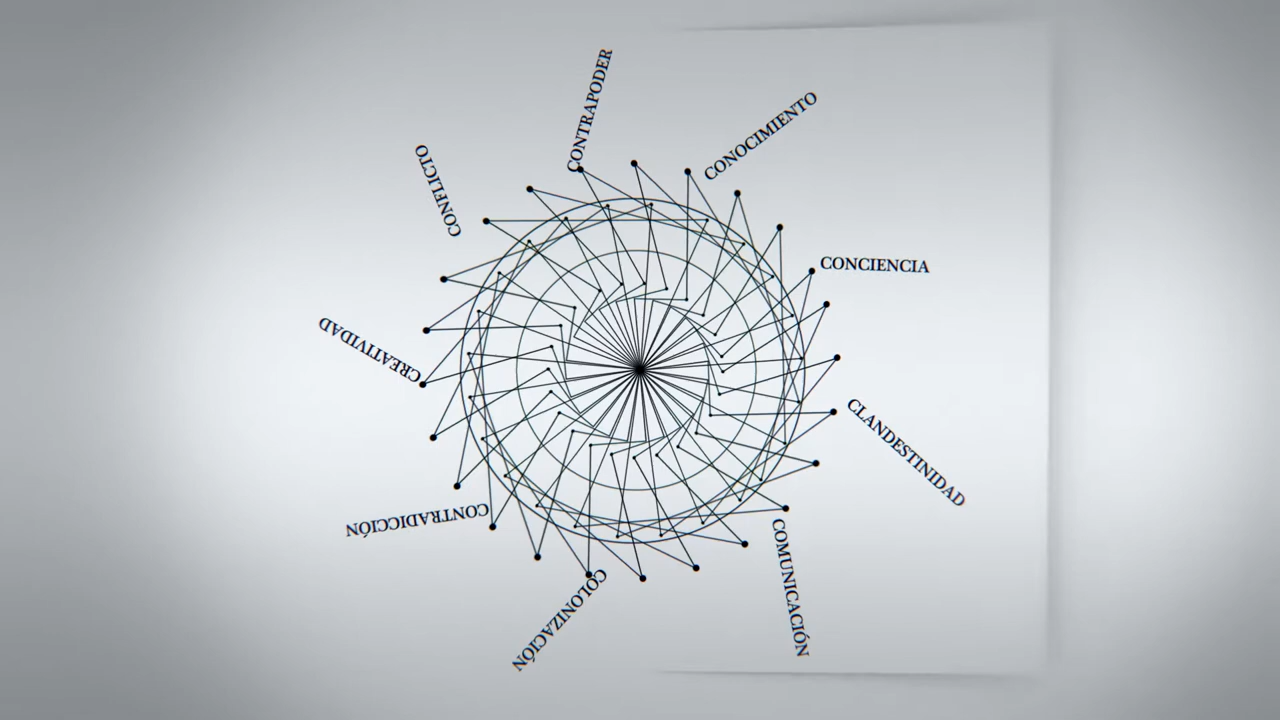 CONTRAPODER
CONOCIMIENTO
CONCIENCIA
CLANDESTINIDAD
COMUNICACIÓN
COLONIZACIÓN
CONTRADICCIÓN
CREATIVIDAD
CONFLICTO